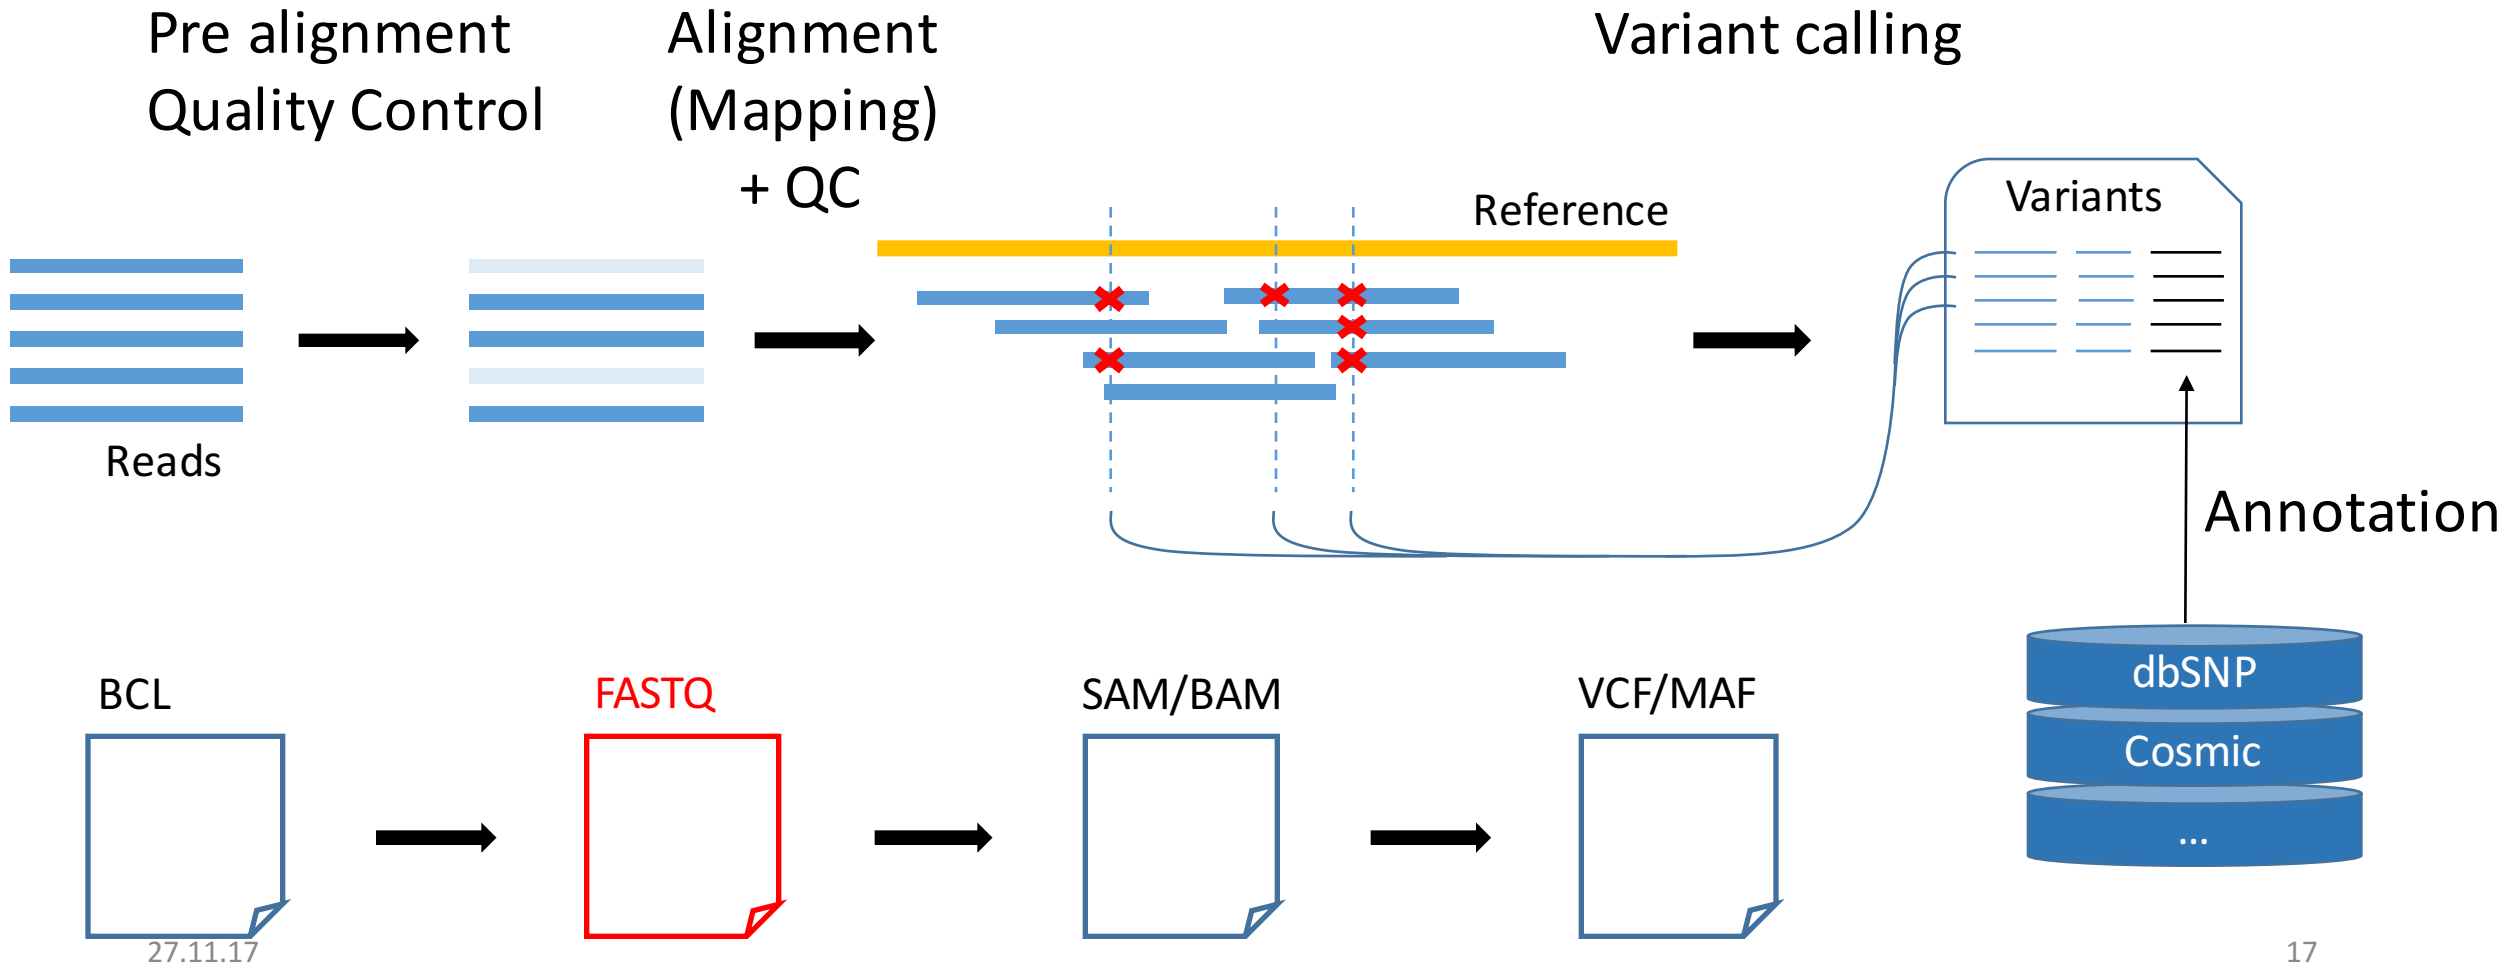 Pre alignment
Quality Control
Alignment
(Mapping)
+ QC
Variant calling
Reference
Variants
Reads
Annotation
BCL
FASTQ
SAM/BAM
VCF/MAF
dbSNP
Cosmic
...
27.11.17
17